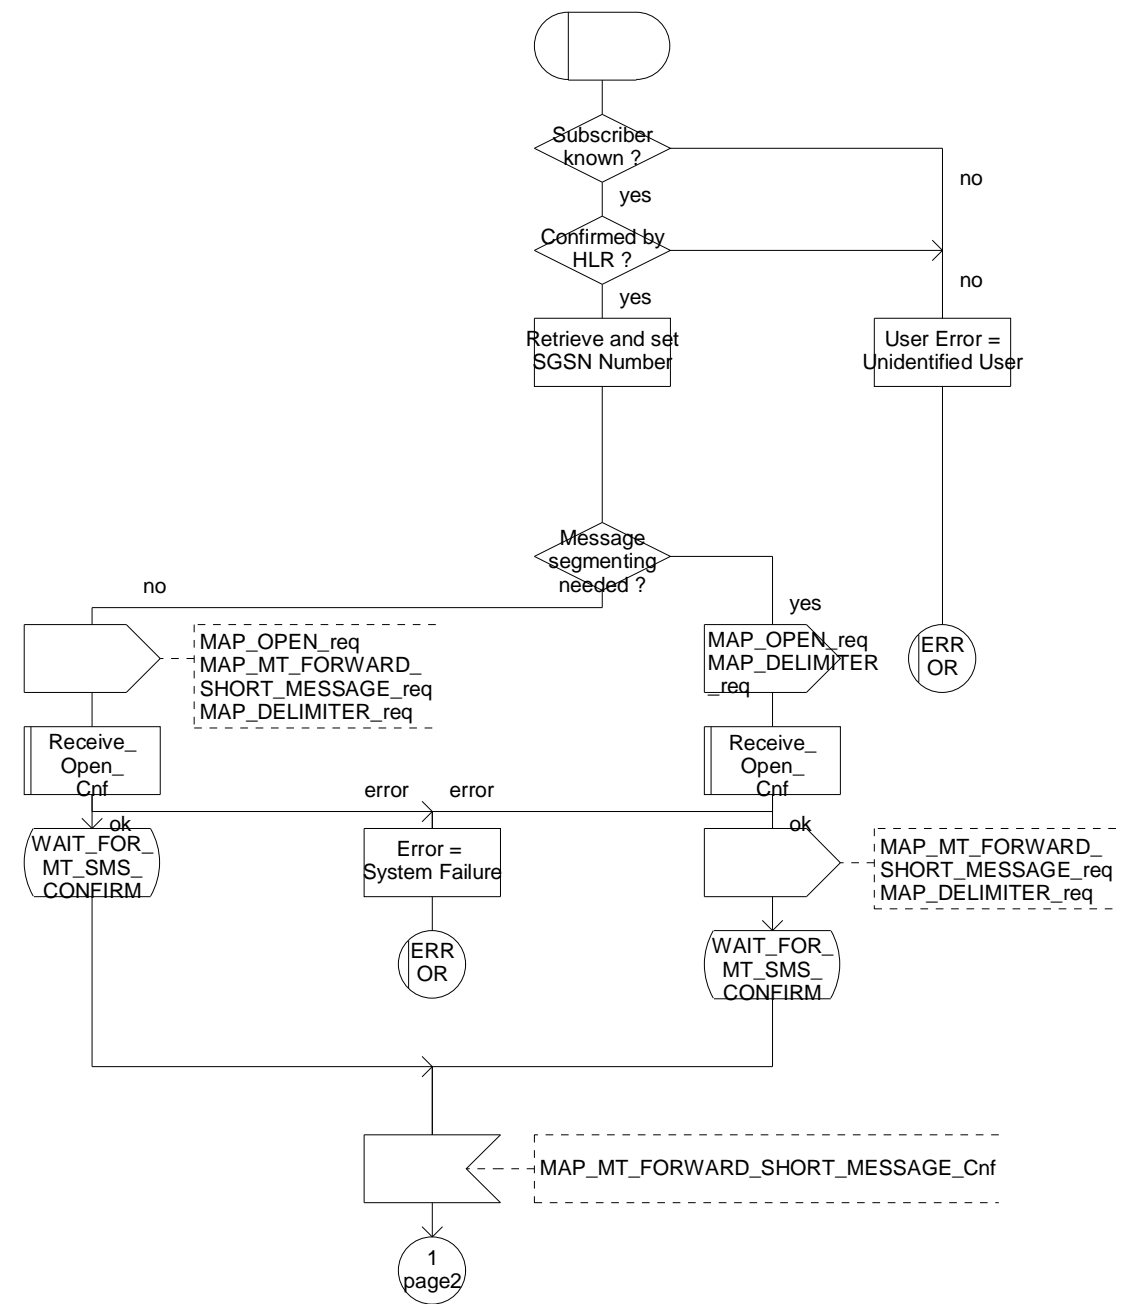 Subscriber
known ?
no
yes
Confirmed by
HLR ?
no
yes
Retrieve and set
SGSN Number
User Error =
Unidentified User
Message
segmenting
needed ?
no
yes
MAP_OPEN_req
MAP_MT_FORWARD_
SHORT_MESSAGE_req
MAP_DELIMITER_req
MAP_OPEN_req
MAP_DELIMITER
_req
ERR
OR
Receive_
Open_
Cnf
Receive_
Open_
Cnf
error
error
ok
ok
WAIT_FOR_
MT_SMS_
CONFIRM
Error =
System Failure
MAP_MT_FORWARD_
SHORT_MESSAGE_req
MAP_DELIMITER_req
ERR
OR
WAIT_FOR_
MT_SMS_
CONFIRM
MAP_MT_FORWARD_SHORT_MESSAGE_Cnf
1
page2